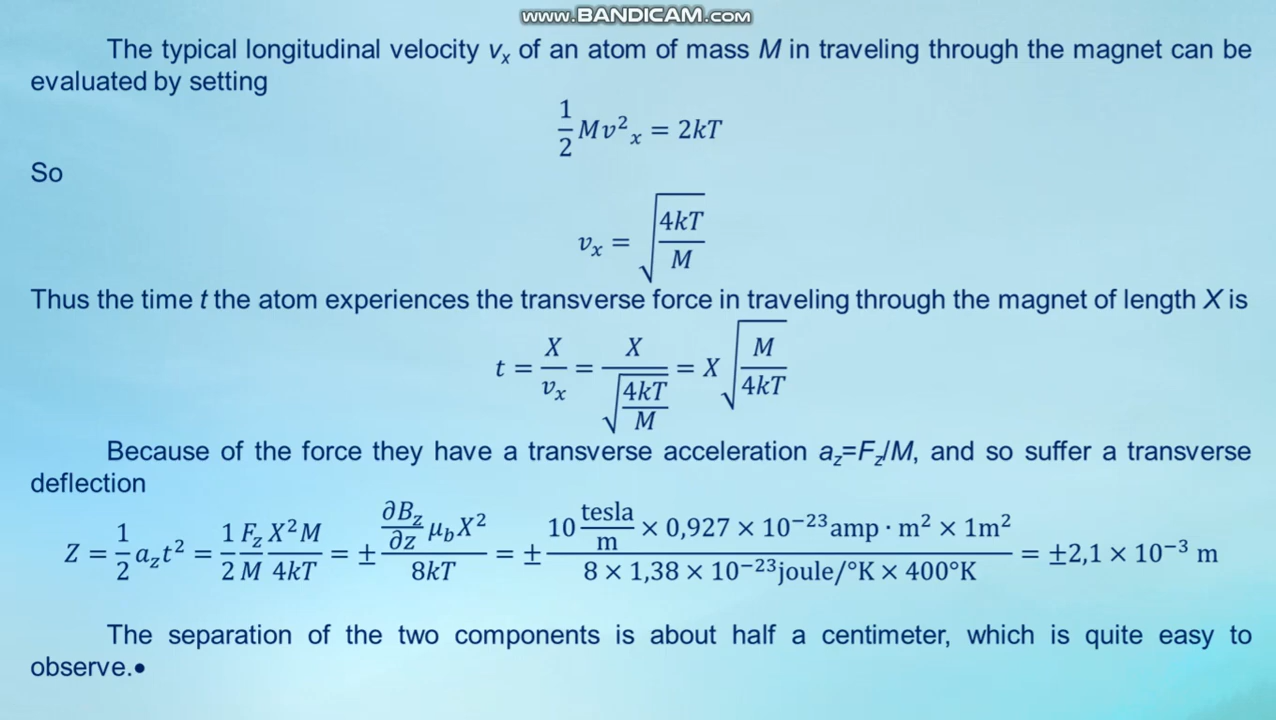 www.BANDICAM.com
The typical longitudinal velocity vₓ of an atom of mass M in traveling through the magnet can be
evaluated by setting
1/2 Mv²ₓ = 2kT
So
vₓ = √(4kT/M)
Thus the time t the atom experiences the transverse force in traveling through the magnet of length X is
t = X/vₓ = X/√(4kT/M) = X√(M/4kT)
Because of the force they have a transverse acceleration a_z=F_z/M, and so suffer a transverse
deflection
Z = 1/2 a_z t² = 1/2 F_z/M X²M/4kT = ± (∂B_z/∂z μ_b X²)/8kT = ± (10 tesla/m × 0,927 × 10⁻²³ amp · m² × 1m²)/(8 × 1,38 × 10⁻²³ joule/°K × 400°K) = ±2,1 × 10⁻³ m
The separation of the two components is about half a centimeter, which is quite easy to
observe.•